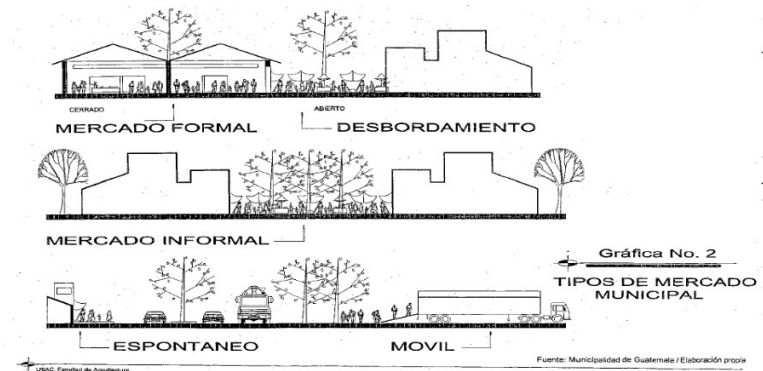 CERRADO
ABIERTO
MERCADO FORMAL
DESBORDAMIENTO
MERCADO INFORMAL
Gráfica No. 2
TIPOS DE MERCADO
MUNICIPAL
ESPONTANEO
MOVIL
Fuente: Municipalidad de Guatemala / Elaboración propia
USAC. Facultad de Arquitectura